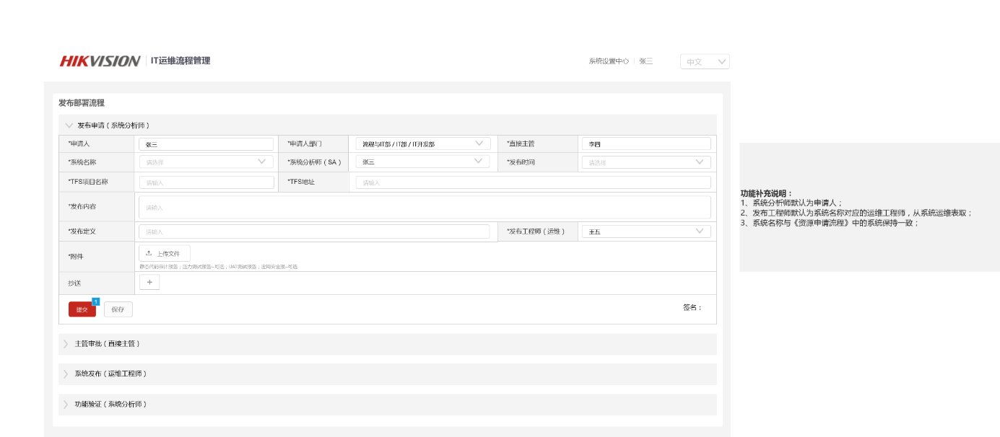 HIKVISION IT运维流程管理 系统设置中心 张三 中文
发布部署流程
发布申请（系统分析师）
*申请人 张三 *申请人部门 流程与IT部 / IT部 / IT开发部 *直接主管 李四
*系统名称 请选择 *系统分析师（SA） 张三 *发布时间 请选择
*TFS项目名称 请输入 *TFS地址 请输入
*发布内容 请输入
*发布定义 请输入 *发布工程师（运维） 王五
*附件 上传文件
静态代码审计报告；压力测试报告–可选；UAT测试报告；应用安全报–可选
抄送 +
提交 1 保存 签名：
主管审批（直接主管）
系统发布（运维工程师）
功能验证（系统分析师）
功能补充说明：
1、系统分析师默认为申请人；
2、发布工程师默认为系统名称对应的运维工程师，从系统运维表取；
3、系统名称与《资源申请流程》中的系统保持一致；